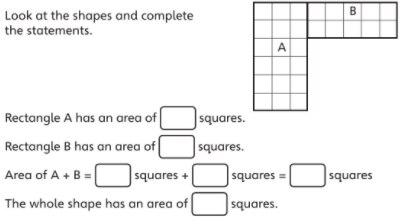 Look at the shapes and complete
the statements.
A
B
Rectangle A has an area of squares.
Rectangle B has an area of squares.
Area of A + B = squares + squares = squares
The whole shape has an area of squares.